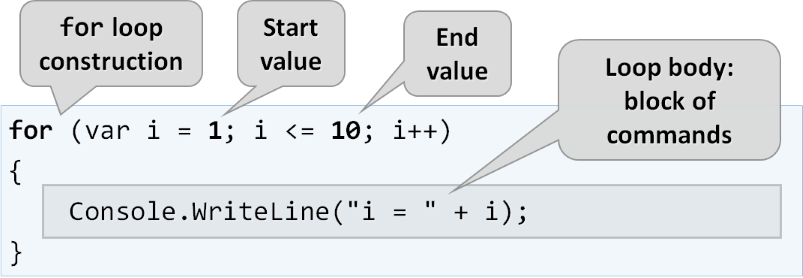 for loop
construction
Start
value
End
value
Loop body:
block of
commands
for (var i = 1; i <= 10; i++)
{
Console.WriteLine("i = " + i);
}